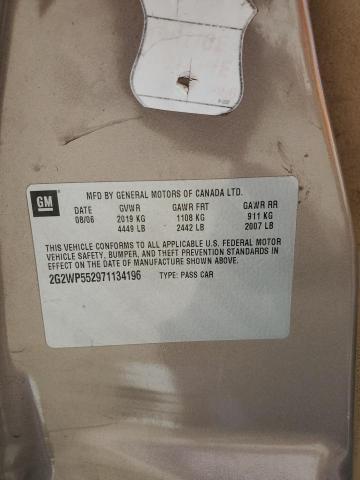 GM
MFD BY GENERAL MOTORS OF CANADA LTD.
DATE GVWR GAWR FRT GAWR RR
08/06 2019 KG 1108 KG 911 KG
4449 LB 2442 LB 2007 LB
THIS VEHICLE CONFORMS TO ALL APPLICABLE U.S. FEDERAL MOTOR
VEHICLE SAFETY, BUMPER, AND THEFT PREVENTION STANDARDS IN
EFFECT ON THE DATE OF MANUFACTURE SHOWN ABOVE.
2G2WP552971134196 TYPE: PASS CAR